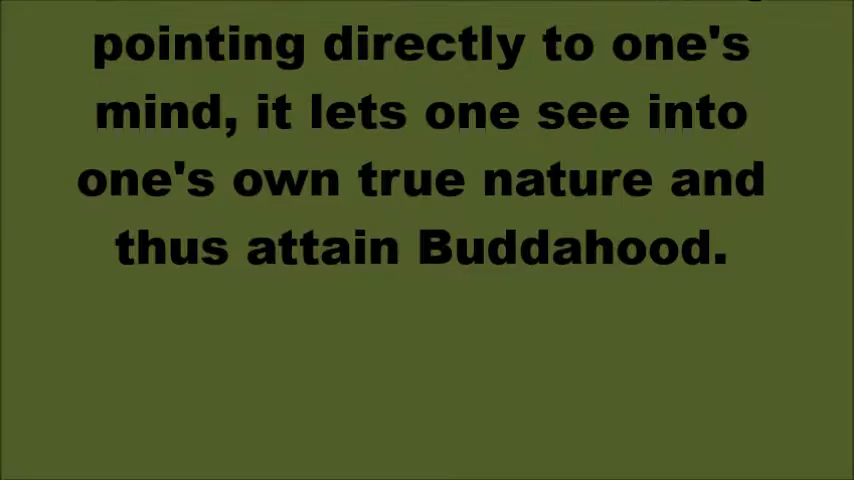 pointing directly to one's
mind, it lets one see into
one's own true nature and
thus attain Buddahood.